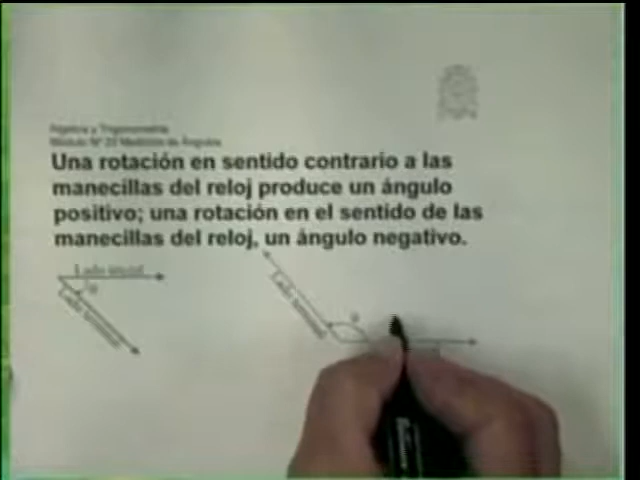 Algebra y Trigonometría
Módulo Nº 20 Medición de Ángulos
Una rotación en sentido contrario a las
manecillas del reloj produce un ángulo
positivo; una rotación en el sentido de las
manecillas del reloj, un ángulo negativo.
Lado inicial
Lado terminal
Lado terminal